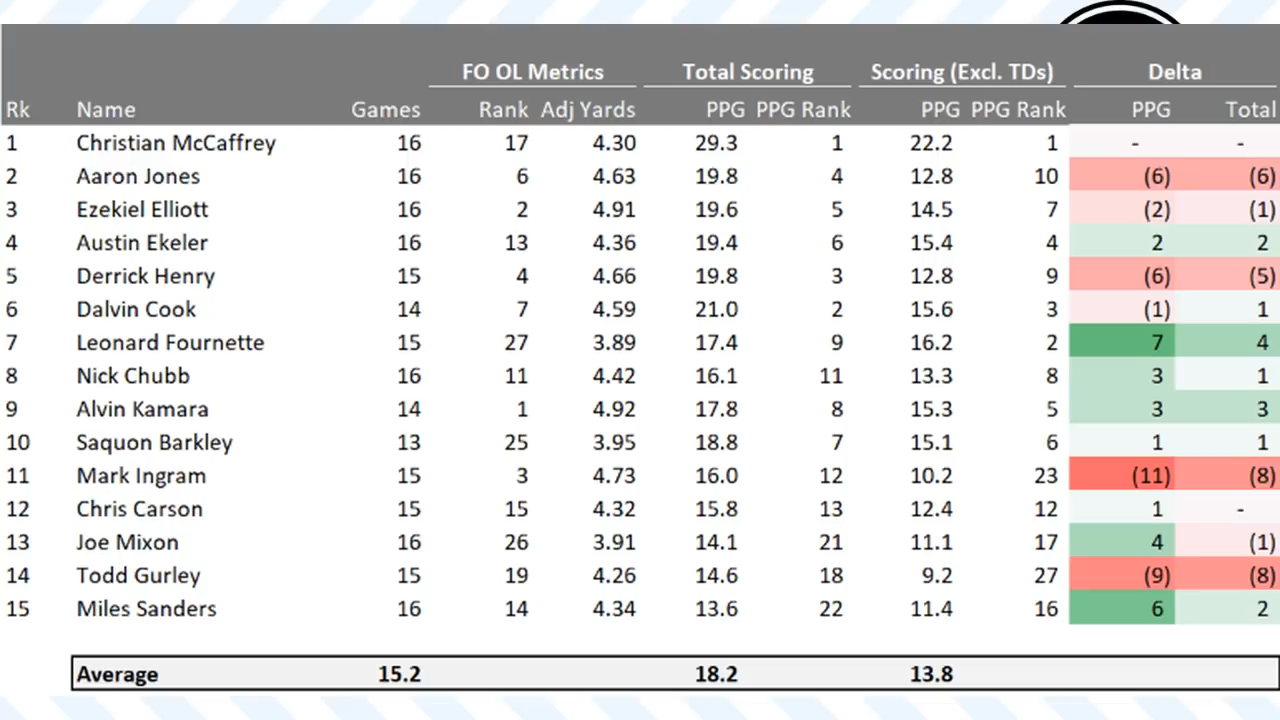 FO OL Metrics Total Scoring Scoring (Excl. TDs) Delta
Rk Name Games Rank Adj Yards PPG PPG Rank PPG PPG Rank PPG Total
1 Christian McCaffrey 16 17 4.30 29.3 1 22.2 1 - -
2 Aaron Jones 16 6 4.63 19.8 4 12.8 10 (6) (6)
3 Ezekiel Elliott 16 2 4.91 19.6 5 14.5 7 (2) (1)
4 Austin Ekeler 16 13 4.36 19.4 6 15.4 4 2 2
5 Derrick Henry 15 4 4.66 19.8 3 12.8 9 (6) (5)
6 Dalvin Cook 14 7 4.59 21.0 2 15.6 3 (1) 1
7 Leonard Fournette 15 27 3.89 17.4 9 16.2 2 7 4
8 Nick Chubb 16 11 4.42 16.1 11 13.3 8 3 1
9 Alvin Kamara 14 1 4.92 17.8 8 15.3 5 3 3
10 Saquon Barkley 13 25 3.95 18.8 7 15.1 6 1 1
11 Mark Ingram 15 3 4.73 16.0 12 10.2 23 (11) (8)
12 Chris Carson 15 15 4.32 15.8 13 12.4 12 1 -
13 Joe Mixon 16 26 3.91 14.1 21 11.1 17 4 (1)
14 Todd Gurley 15 19 4.26 14.6 18 9.2 27 (9) (8)
15 Miles Sanders 16 14 4.34 13.6 22 11.4 16 6 2
Average 15.2 18.2 13.8